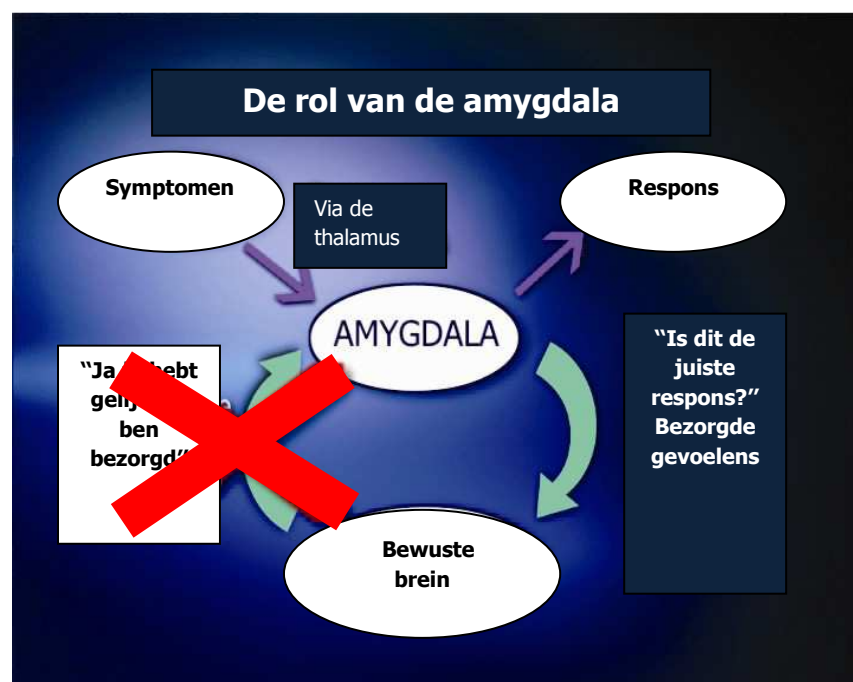 De rol van de amygdala
Symptomen
Via de
thalamus
Respons
AMYGDALA
"Ja hebt
ben
bezorgd"
"Is dit de
juiste
respons?"
Bezorgde
gevoelens
Bewuste
brein